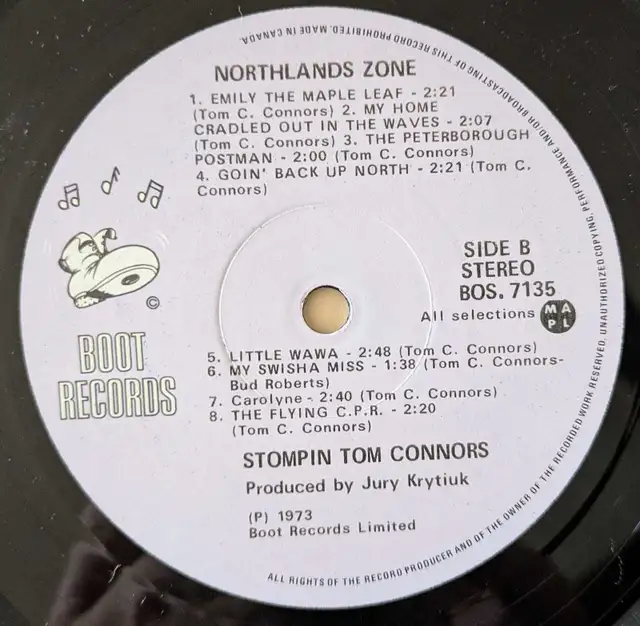 NORTHLANDS ZONE
1. EMILY THE MAPLE LEAF - 2:21
(Tom C. Connors) 2. MY HOME
CRADLED OUT IN THE WAVES - 2:07
(Tom C. Connors) 3. THE PETERBOROUGH
POSTMAN - 2:00 (Tom C. Connors)
4. GOIN' BACK UP NORTH - 2:21 (Tom C.
Connors)
SIDE B
STEREO
BOS. 7135
All selections MAPL
©
BOOT
RECORDS
5. LITTLE WAWA - 2:48 (Tom C. Connors)
6. MY SWISHA MISS - 1:38 (Tom C. Connors-
Bud Roberts)
7. Carolyne - 2:40 (Tom C. Connors)
8. THE FLYING C.P.R. - 2:20
(Tom C. Connors)
STOMPIN TOM CONNORS
Produced by Jury Krytiuk
(P) 1973
Boot Records Limited
ALL RIGHTS OF THE RECORD PRODUCER AND OF THE OWNER OF THE RECORDED WORK RESERVED. UNAUTHORIZED COPYING, PERFORMANCE AND/OR BROADCASTING OF THIS RECORD PROHIBITED. MADE IN CANADA.